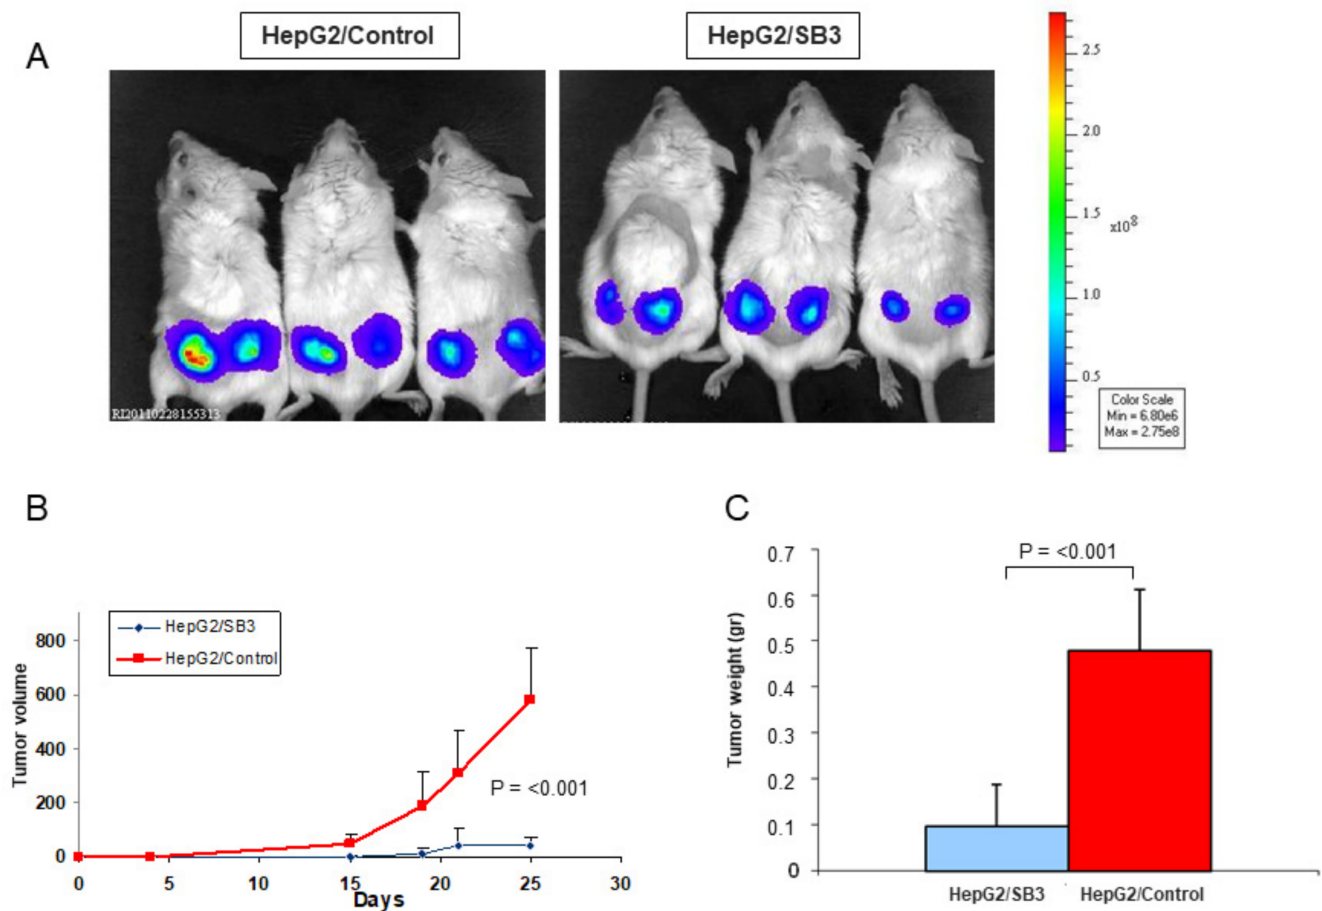 HepG2/Control
HepG2/SB3
A
RI20110228155313
2.5
2.0
1.5
x10⁸
1.0
0.5
Color Scale
Min = 6.80e6
Max = 2.75e8
B
HepG2/SB3
HepG2/Control
800
600
400
200
0
Tumor volume
P = <0.001
0 5 10 15 20 25 30
Days
C
P = <0.001
0.7
0.6
0.5
0.4
0.3
0.2
0.1
0
Tumor weight (gr)
HepG2/SB3 HepG2/Control